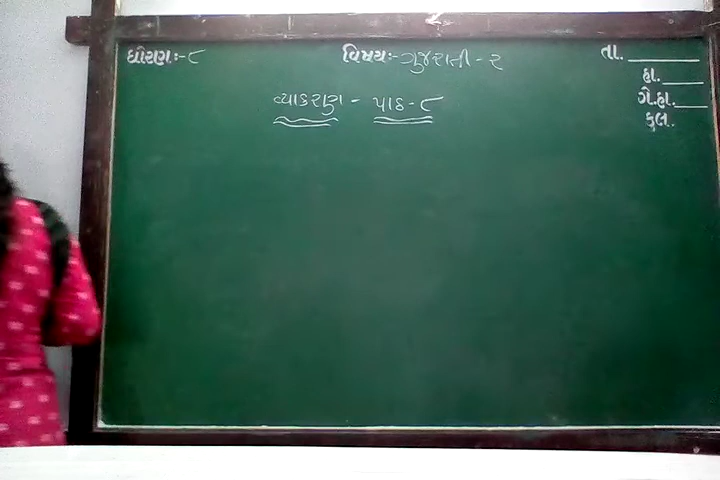 ધોરણઃ-૮ વિષયઃ-ગુજરાતી-૨ તા.
હા.
ગે.હા.
કુલ.
વ્યાકરણ - પાઠ-૮